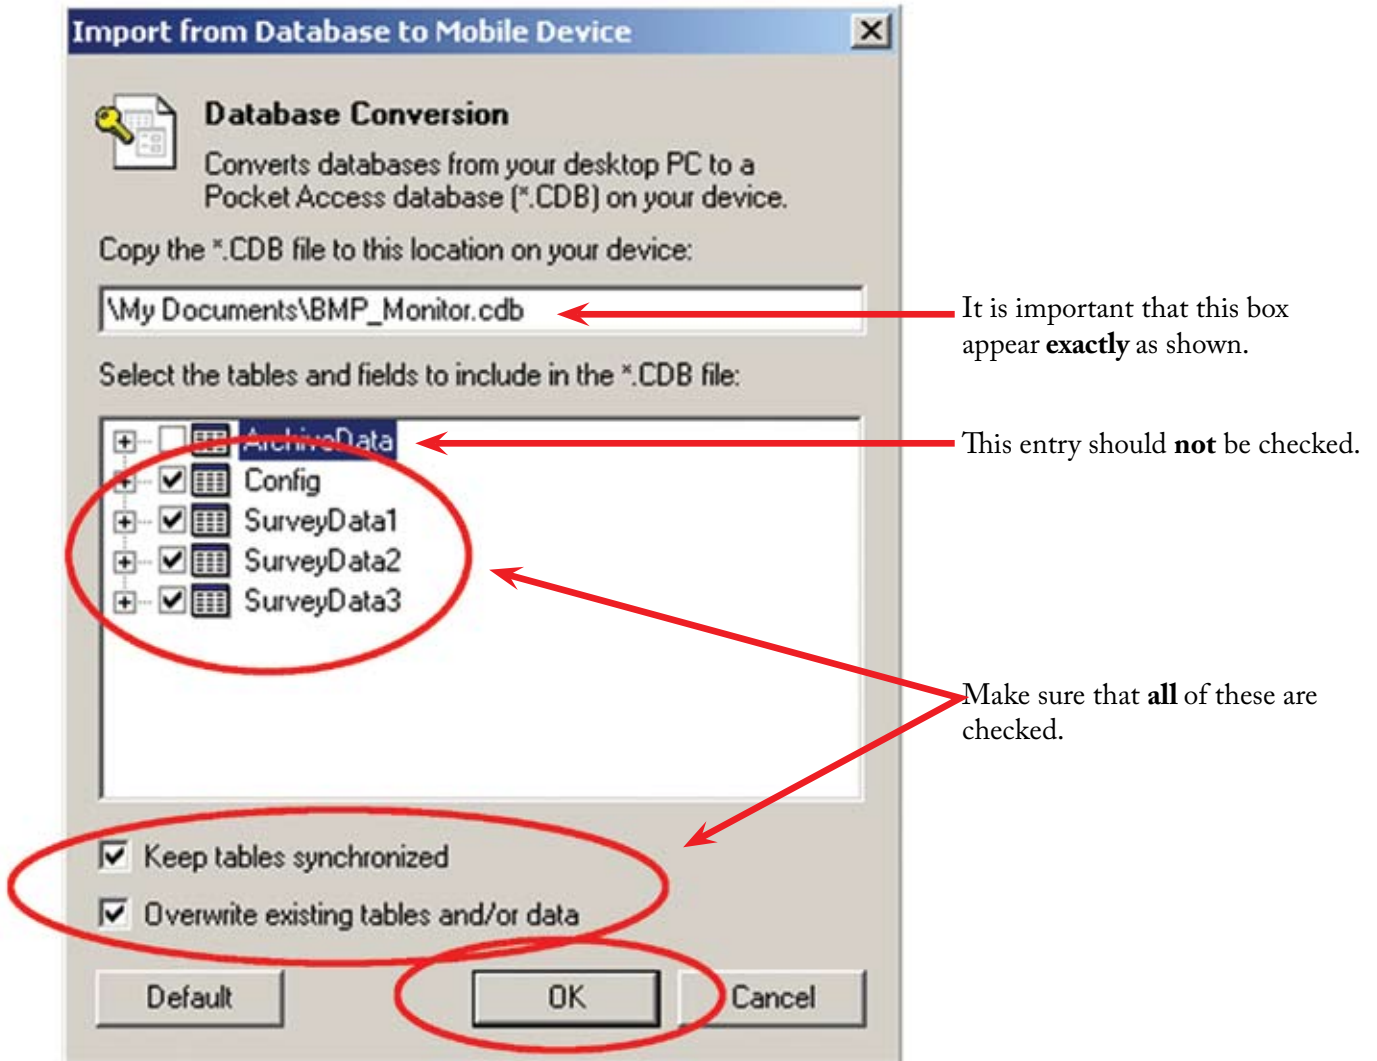 Import from Database to Mobile Device
Database Conversion
Converts databases from your desktop PC to a
Pocket Access database (*.CDB) on your device.
Copy the *.CDB file to this location on your device:
\My Documents\BMP_Monitor.cdb
It is important that this box
appear exactly as shown.
Select the tables and fields to include in the *.CDB file:
ArchiveData
This entry should not be checked.
Config
SurveyData1
SurveyData2
SurveyData3
Make sure that all of these are
checked.
Keep tables synchronized
Overwrite existing tables and/or data
Default
OK
Cancel